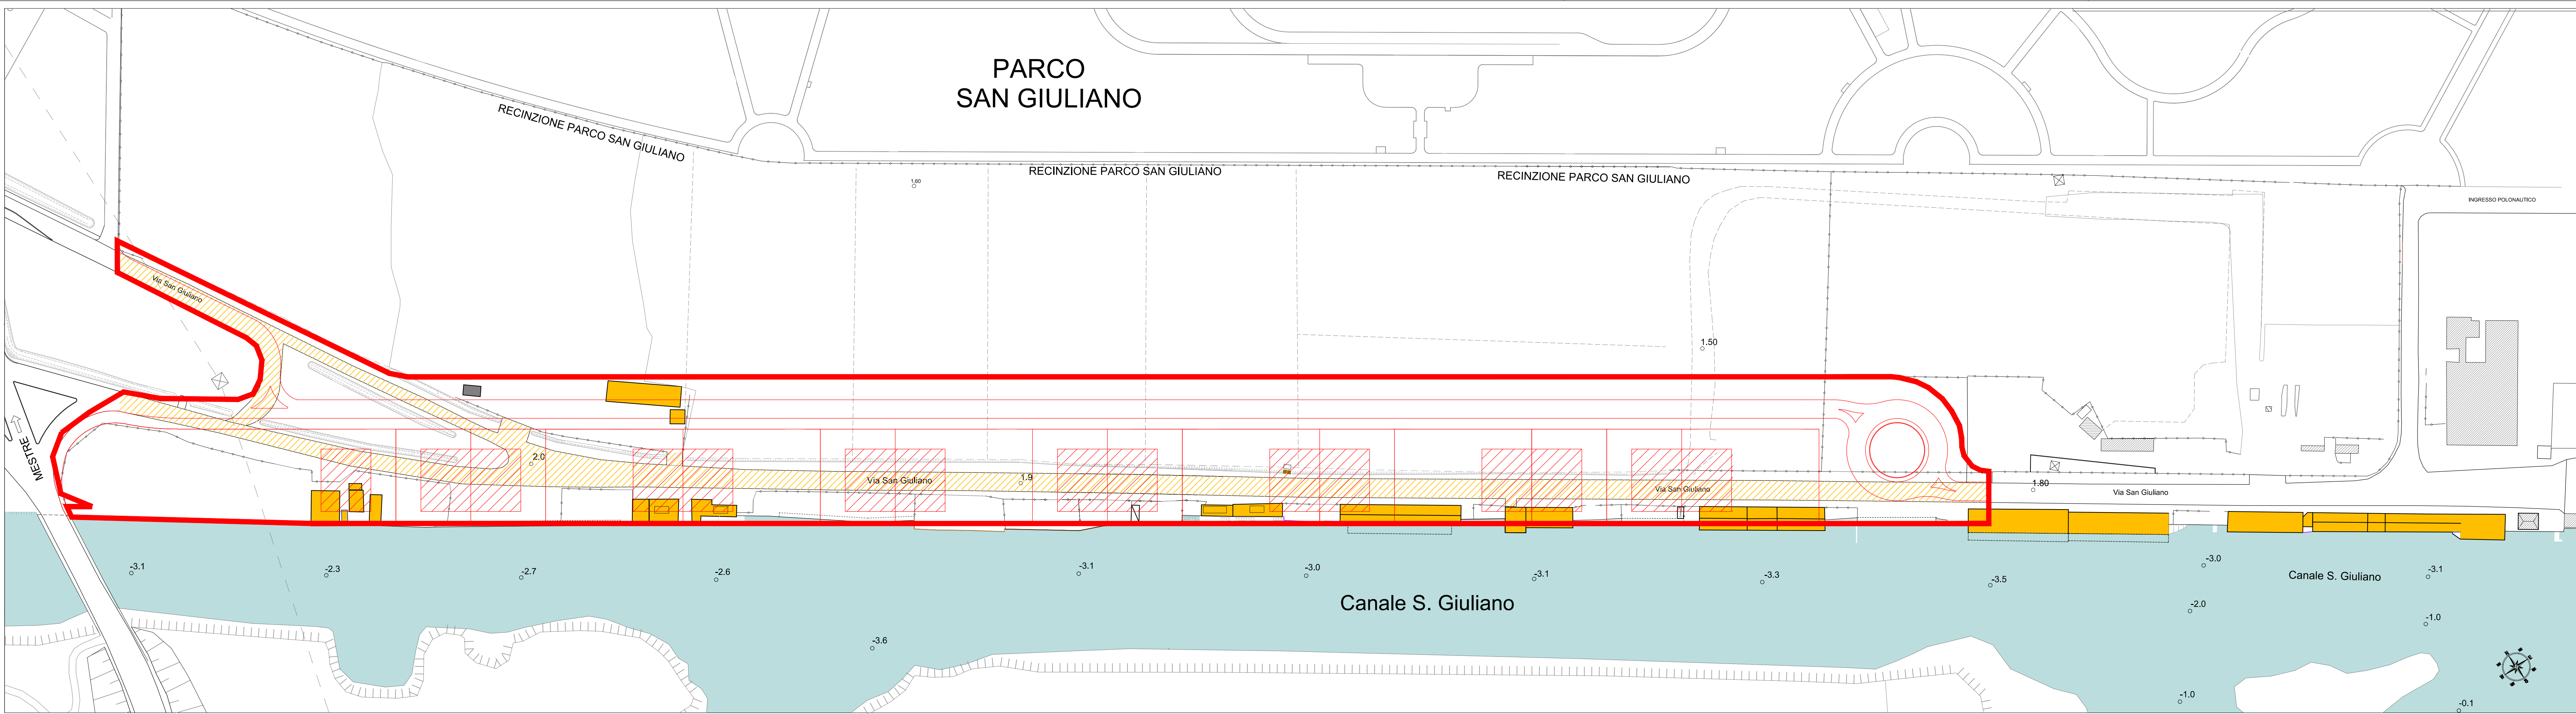 PARCO
SAN GIULIANO
RECINZIONE PARCO SAN GIULIANO
RECINZIONE PARCO SAN GIULIANO
RECINZIONE PARCO SAN GIULIANO
1.60
INGRESSO POLONAUTICO
Via San Giuliano
1.50
MESTRE
2.0
1.9
Via San Giuliano
Via San Giuliano
1.80
Via San Giuliano
-3.1
-2.3
-2.7
-2.6
-3.1
-3.0
-3.1
-3.3
-3.5
-3.0
Canale S. Giuliano
-3.1
Canale S. Giuliano
-2.0
-1.0
-3.6
-1.0
-0.1